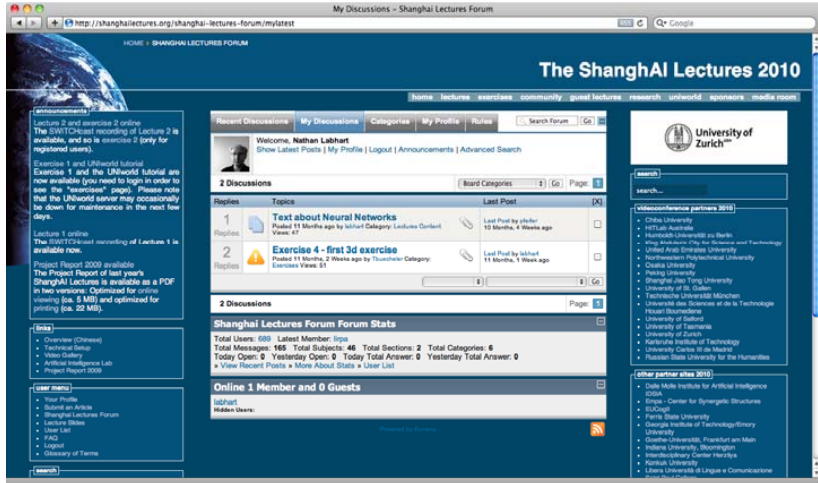 My Discussions – Shanghai Lectures Forum
http://shanghailectures.org/shanghai-lectures-forum/mylatest
RSS
Google
HOME SHANGHAI LECTURES FORUM
The ShanghAI Lectures 2010
home lectures exercises community guest lectures research uniworld sponsors media room
announcements
Lecture 2 and exercise 2 online
The SWITCHcast recording of Lecture 2 is
available, and so is exercise 2 (only for
registered users).
Exercise 1 and UNIworld tutorial
Exercise 1 and the UNIworld tutorial are
now available (you need to login in order to
see the "exercises" page). Please note
that the UNIworld server may occasionally
be down for maintenance in the next few
days.
Lecture 1 online
The SWITCHcast recording of Lecture 1 is
available now.
Project Report 2009 available
The Project Report of last year's
ShanghAI Lectures is available as a PDF
in two versions: Optimized for online
viewing (ca. 5 MB) and optimized for
printing (ca. 22 MB).
links
Overview (Chinese)
Technical Setup
Video Gallery
Artificial Intelligence Lab
Project Report 2009
user menu
Your Profile
Submit an Article
Shanghai Lectures Forum
Lecture Slides
User List
FAQ
Logout
Glossary of Terms
search
Recent Discussions My Discussions Categories My Profile Rules Search Forum Go
Welcome, Nathan Labhart
Show Latest Posts | My Profile | Logout | Announcements | Advanced Search
2 Discussions Board Categories Go Page: 1
Replies Topics Last Post [X]
1 Replies
Text about Neural Networks
Posted 11 Months, 2 Weeks ago by labhart Category: Lectures Content
Views: 47
Last Post by pfeifer
10 Months, 4 Weeks ago
2 Replies
Exercise 4 - first 3d exercise
Posted 11 Months, 2 Weeks ago by Tbuecheler Category:
Exercises Views: 51
Last Post by labhart
11 Months, 1 Week ago
Go
2 Discussions Page: 1
Shanghai Lectures Forum Forum Stats
Total Users: 689 Latest Member: lirpa
Total Messages: 165 Total Subjects: 46 Total Sections: 2 Total Categories: 6
Today Open: 0 Yesterday Open: 0 Today Total Answer: 0 Yesterday Total Answer: 0
» View Recent Posts » More About Stats » User List
Online 1 Member and 0 Guests
labhart
Hidden Users:
Powered by Kunena
University of
Zurich
search
search...
videoconference partners 2010
Chiba University
HITLab Australia
Humboldt-Universität zu Berlin
King Abdulaziz City for Science and Technology
United Arab Emirates University
Northwestern Polytechnical University
Osaka University
Peking University
Shanghai Jiao Tong University
University of St. Gallen
Technische Universität München
Université des Sciences et de la Technologie
Houari Boumediene
University of Salford
University of Tasmania
University of Zurich
Karlsruhe Institute of Technology
University Carlos III de Madrid
Russian State University for the Humanities
other partner sites 2010
Dalle Molle Institute for Artificial Intelligence
IDSIA
Empa - Center for Synergetic Structures
EUCogII
Ferris State University
Georgia Institute of Technology/Emory
University
Goethe-Universität, Frankfurt am Main
Indiana University, Bloomington
Interdisciplinary Center Herzliya
Konkuk University
Libera Università di Lingue e Comunicazione